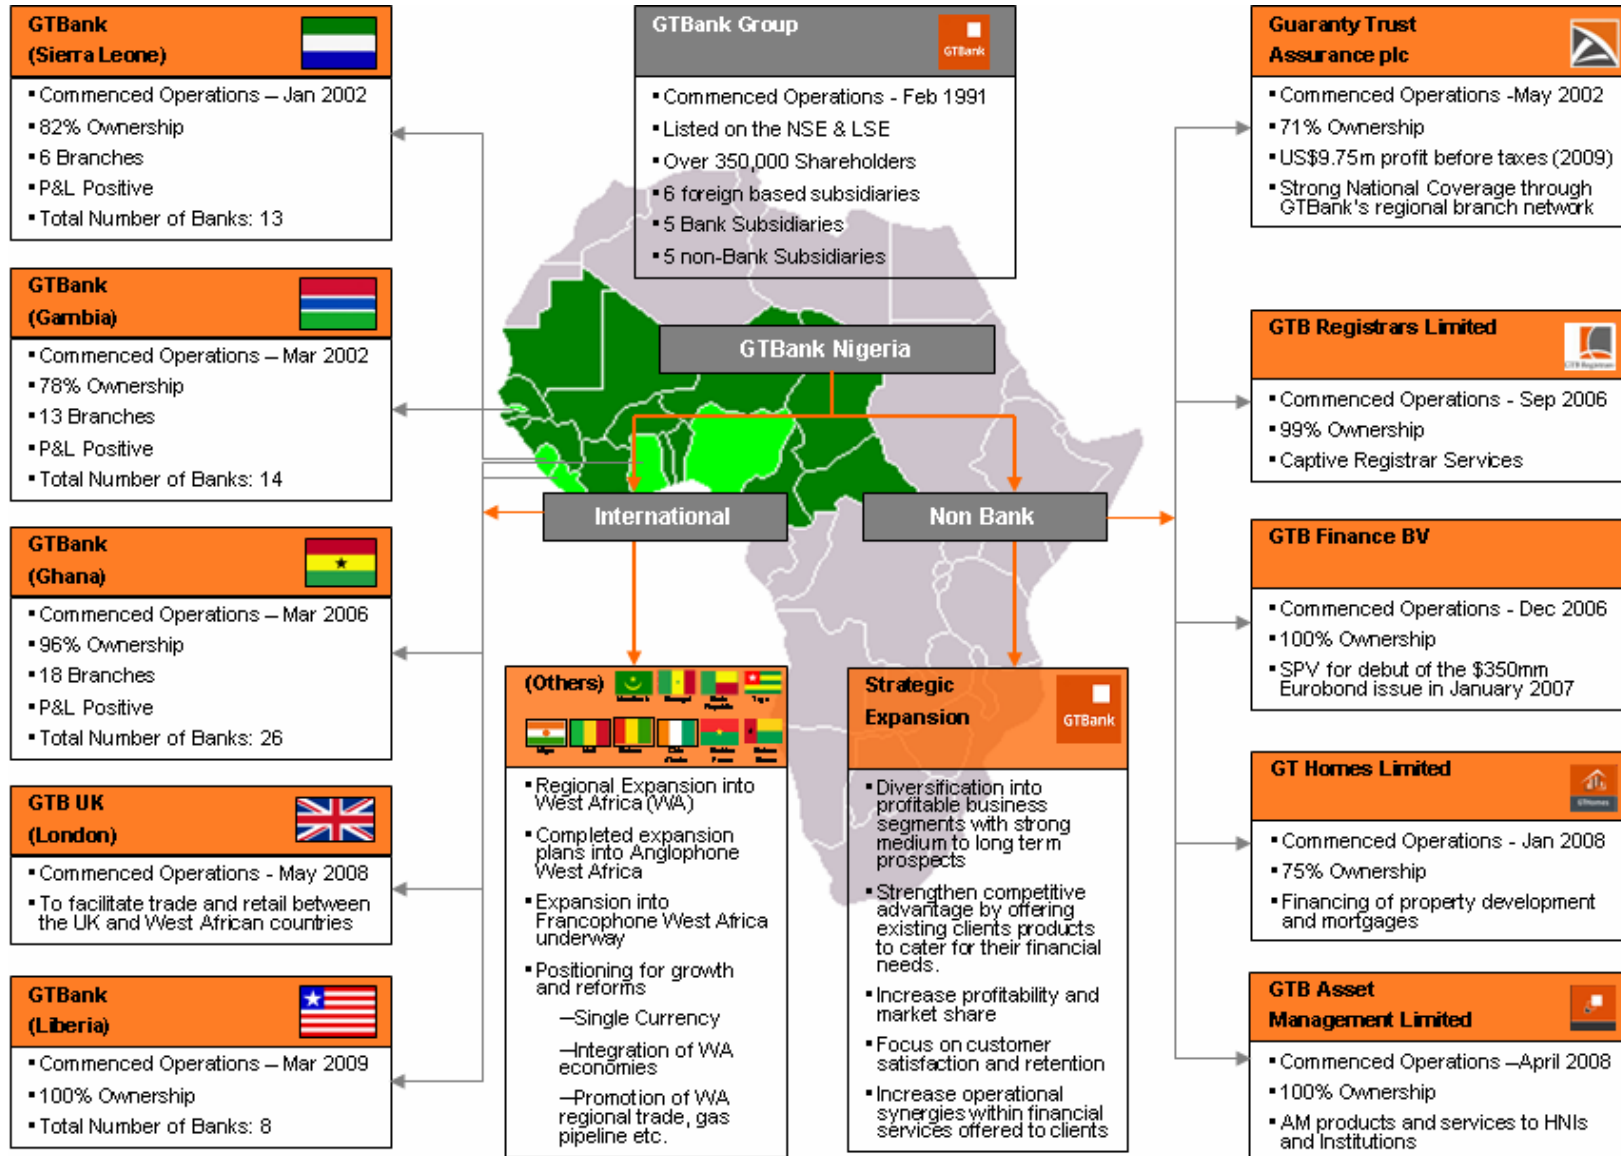 GTBank
(Sierra Leone)
▪ Commenced Operations – Jan 2002
▪ 82% Ownership
▪ 6 Branches
▪ P&L Positive
▪ Total Number of Banks: 13
GTBank
(Gambia)
▪ Commenced Operations – Mar 2002
▪ 78% Ownership
▪ 13 Branches
▪ P&L Positive
▪ Total Number of Banks: 14
GTBank
(Ghana)
▪ Commenced Operations – Mar 2006
▪ 96% Ownership
▪ 18 Branches
▪ P&L Positive
▪ Total Number of Banks: 26
GTB UK
(London)
▪ Commenced Operations - May 2008
▪ To facilitate trade and retail between
the UK and West African countries
GTBank
(Liberia)
▪ Commenced Operations – Mar 2009
▪ 100% Ownership
▪ Total Number of Banks: 8
GTBank Group
GTBank
▪ Commenced Operations - Feb 1991
▪ Listed on the NSE & LSE
▪ Over 350,000 Shareholders
▪ 6 foreign based subsidiaries
▪ 5 Bank Subsidiaries
▪ 5 non-Bank Subsidiaries
GTBank Nigeria
International
Non Bank
(Others)
Togo
Niger
Mali
▪ Regional Expansion into
West Africa (WA)
▪ Completed expansion
plans into Anglophone
West Africa
▪ Expansion into
Francophone West Africa
underway
▪ Positioning for growth
and reforms
–Single Currency
–Integration of WA
economies
–Promotion of WA
regional trade, gas
pipeline etc.
Strategic
Expansion
GTBank
▪ Diversification into
profitable business
segments with strong
medium to long term
prospects
▪ Strengthen competitive
advantage by offering
existing clients products
to cater for their financial
needs.
▪ Increase profitability and
market share
▪ Focus on customer
satisfaction and retention
▪ Increase operational
synergies within financial
services offered to clients
Guaranty Trust
Assurance plc
▪ Commenced Operations -May 2002
▪ 71% Ownership
▪ US$9.75m profit before taxes (2009)
▪ Strong National Coverage through
GTBank's regional branch network
GTB Registrars Limited
GTB Registrars
▪ Commenced Operations - Sep 2006
▪ 99% Ownership
▪ Captive Registrar Services
GTB Finance BV
▪ Commenced Operations - Dec 2006
▪ 100% Ownership
▪ SPV for debut of the $350mm
Eurobond issue in January 2007
GT Homes Limited
GTHomes
▪ Commenced Operations - Jan 2008
▪ 75% Ownership
▪ Financing of property development
and mortgages
GTB Asset
Management Limited
▪ Commenced Operations –April 2008
▪ 100% Ownership
▪ AM products and services to HNIs
and Institutions